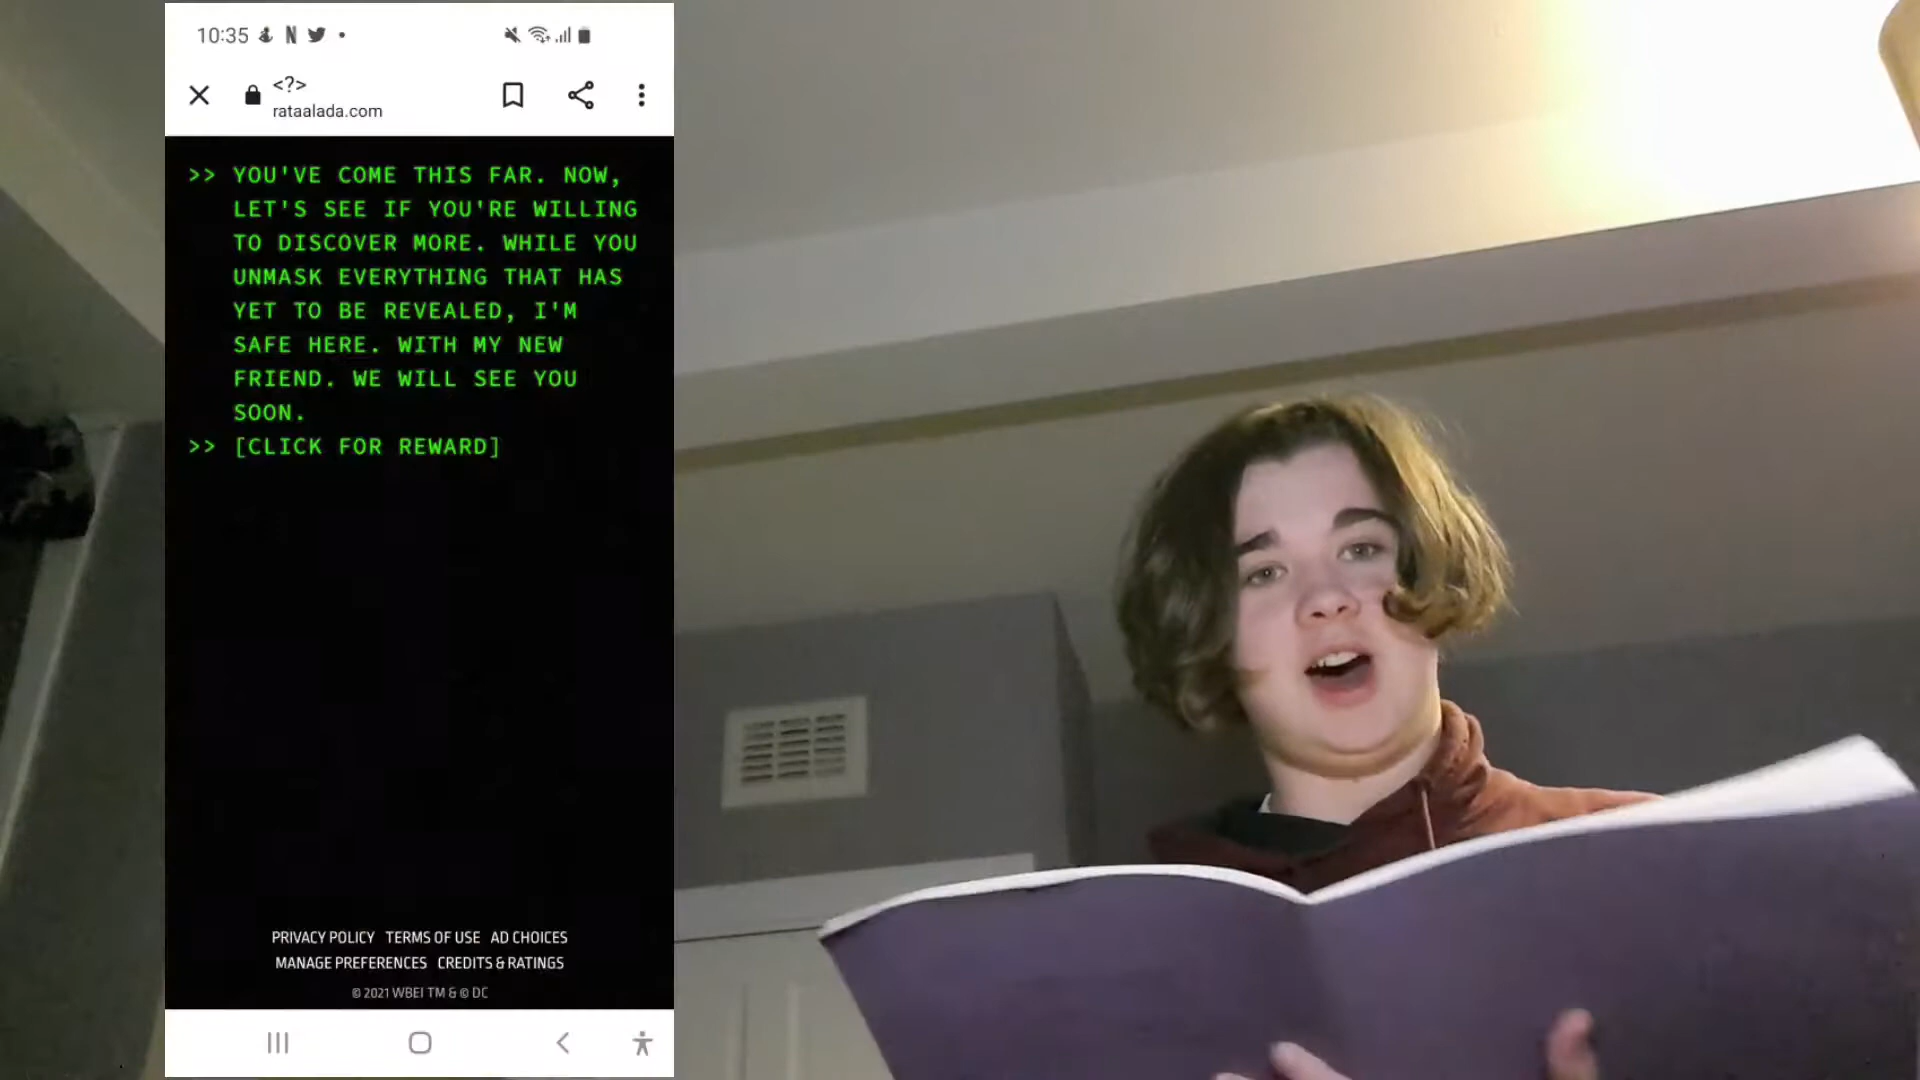 10:35
<?>
rataalada.com
>> YOU'VE COME THIS FAR. NOW,
LET'S SEE IF YOU'RE WILLING
TO DISCOVER MORE. WHILE YOU
UNMASK EVERYTHING THAT HAS
YET TO BE REVEALED, I'M
SAFE HERE. WITH MY NEW
FRIEND. WE WILL SEE YOU
SOON.
>> [CLICK FOR REWARD]
PRIVACY POLICY TERMS OF USE AD CHOICES
MANAGE PREFERENCES CREDITS & RATINGS
© 2021 WBEI TM & © DC